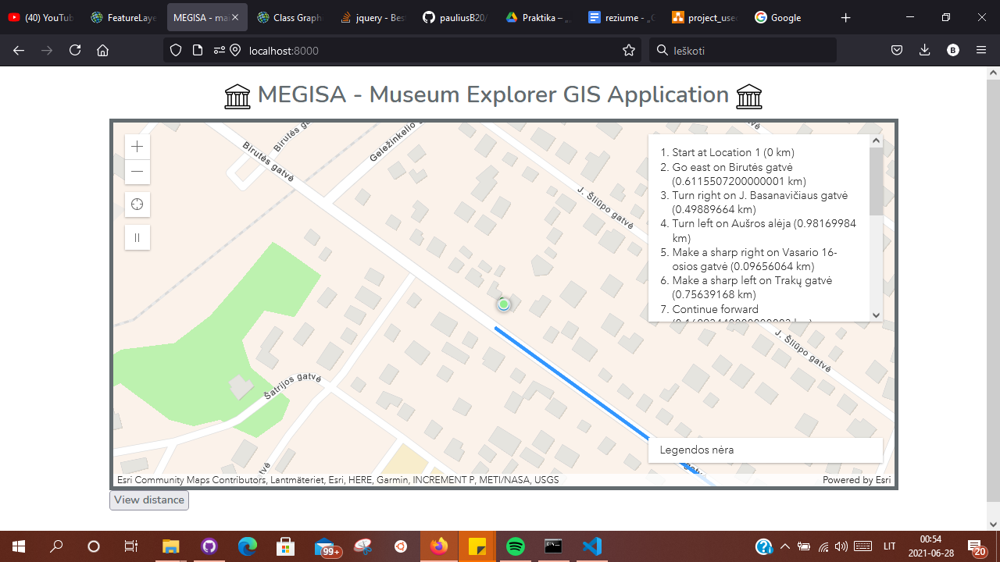 (40) YouTub
FeatureLaye
MEGISA - mai
Class Graph
jquery - Bes
pauliusB20/
Praktika – „
reziume - „C
project_used
Google
localhost:8000
Ieškoti
B
MEGISA - Museum Explorer GIS Application
Birutės gatvė
Birutės ga
Geležinkelio g
J. Šliūpo gatvė
1. Start at Location 1 (0 km)
2. Go east on Birutės gatvė
(0.6115507200000001 km)
3. Turn right on J. Basanavičiaus gatvė
(0.49889664 km)
4. Turn left on Aušros alėja (0.98169984
km)
5. Make a sharp right on Vasario 16-
osios gatvė (0.09656064 km)
6. Make a sharp left on Trakų gatvė
(0.75639168 km)
7. Continue forward
J. Šliūpo gatvė
Šatrijos gatvė
Legendos nėra
Esri Community Maps Contributors, Lantmäteriet, Esri, HERE, Garmin, INCREMENT P, METI/NASA, USGS
Powered by Esri
View distance
99+
LIT
00:54
2021-06-28
20